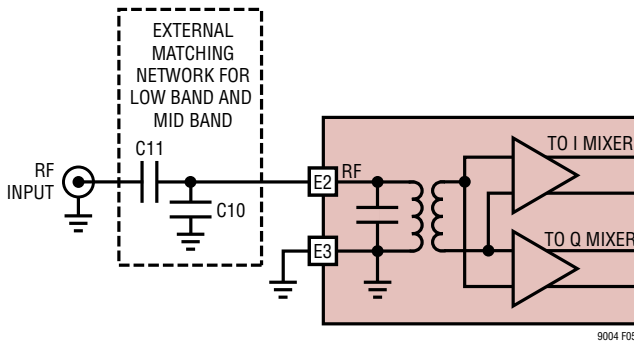 EXTERNAL
MATCHING
NETWORK FOR
LOW BAND AND
MID BAND
C11
RF
INPUT
C10
E2
RF
E3
TO I MIXER
TO Q MIXER
9004 F05